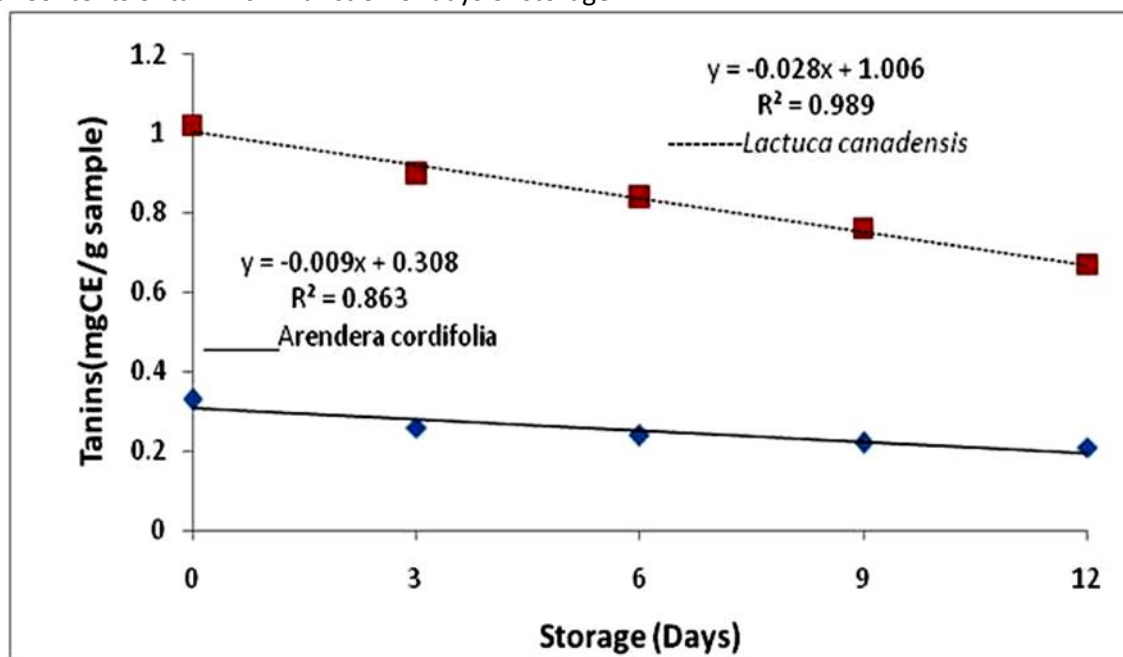 1.2
1
0.8
0.6
0.4
0.2
0
Tanins(mgCE/g sample)
y = -0.028x + 1.006
R² = 0.989
Lactuca canadensis
y = -0.009x + 0.308
R² = 0.863
Arendera cordifolia
0 3 6 9 12
Storage (Days)